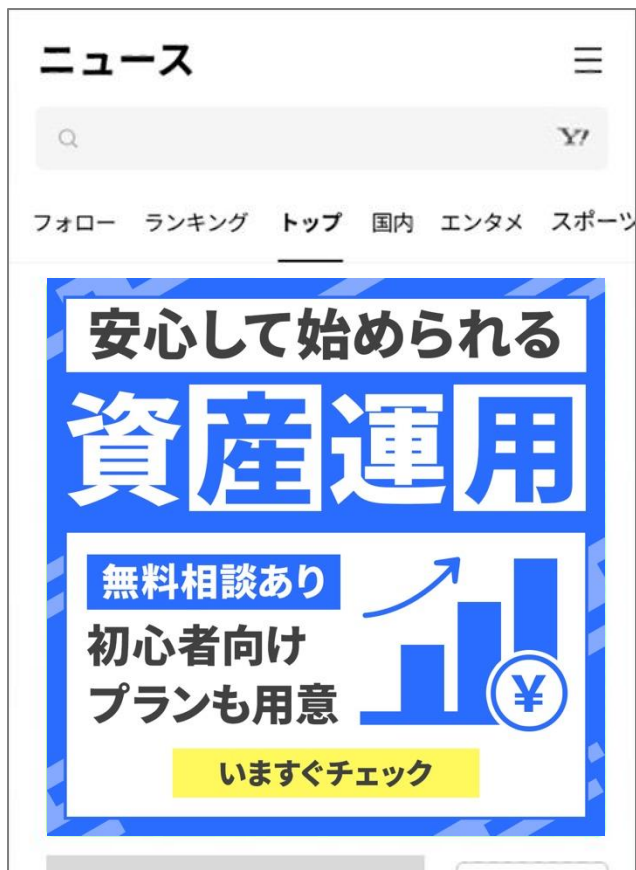 ニュース
Y!
フォロー ランキング トップ 国内 エンタメ スポーツ
安心して始められる
資産運用
無料相談あり
初心者向け
プランも用意
¥
いますぐチェック